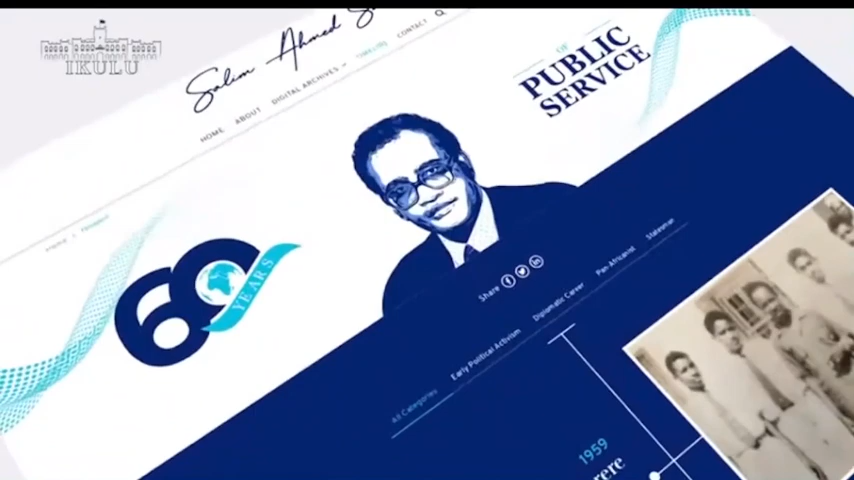 IKULU
Salim Ahmed S
HOME ABOUT DIGITAL ARCHIVES TIMELINE CONTACT
OF
PUBLIC
SERVICE
60
YEARS
Share
All Categories Early Political Activism Diplomatic Career Pan-Africanist Statesman
1959
rere